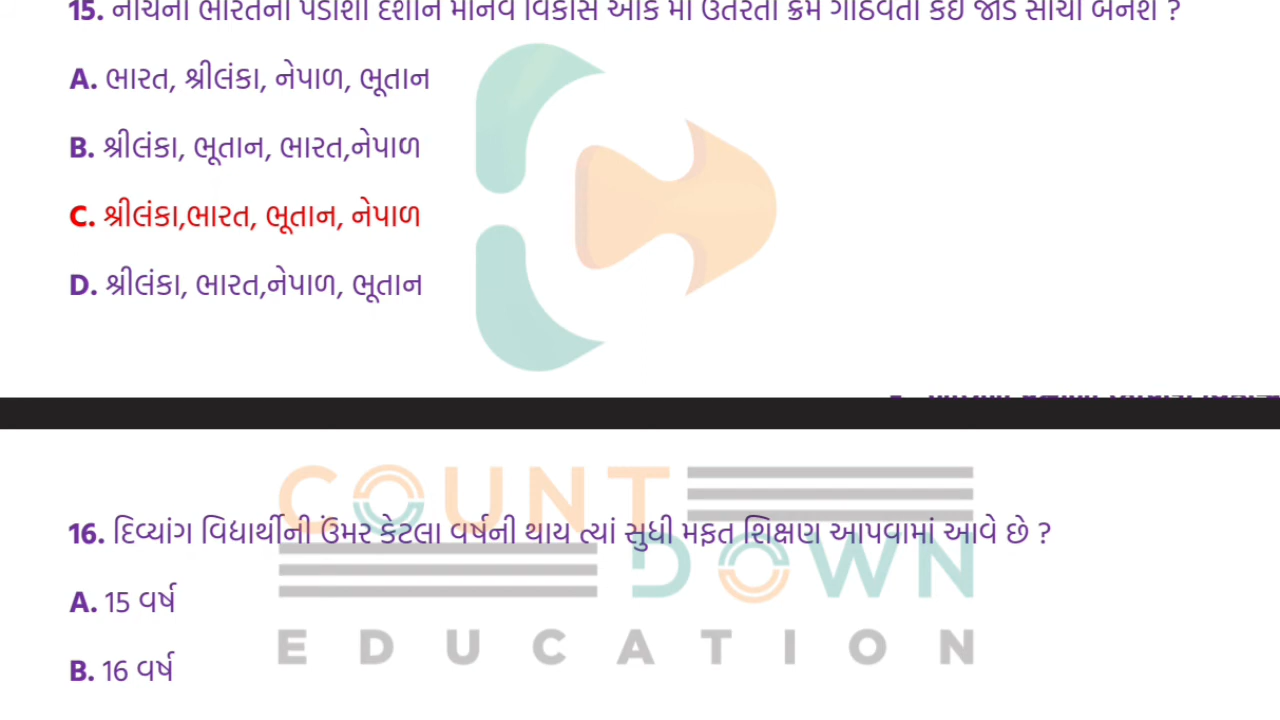 15. નીચેના ભારતના પડોશી દેશોને માનવ વિકાસ આંક માં ઉતરતા ક્રમ ગોઠવતા કઈ જોડ સાચી બનશે ?
A. ભારત, શ્રીલંકા, નેપાળ, ભૂતાન
B. શ્રીલંકા, ભૂતાન, ભારત,નેપાળ
C. શ્રીલંકા,ભારત, ભૂતાન, નેપાળ
D. શ્રીલંકા, ભારત,નેપાળ, ભૂતાન
COUNT
16. દિવ્યાંગ વિદ્યાર્થીની ઉંમર કેટલા વર્ષની થાય ત્યાં સુધી મફત શિક્ષણ આપવામાં આવે છે ?
DOWN
A. 15 વર્ષ
EDUCATION
B. 16 વર્ષ